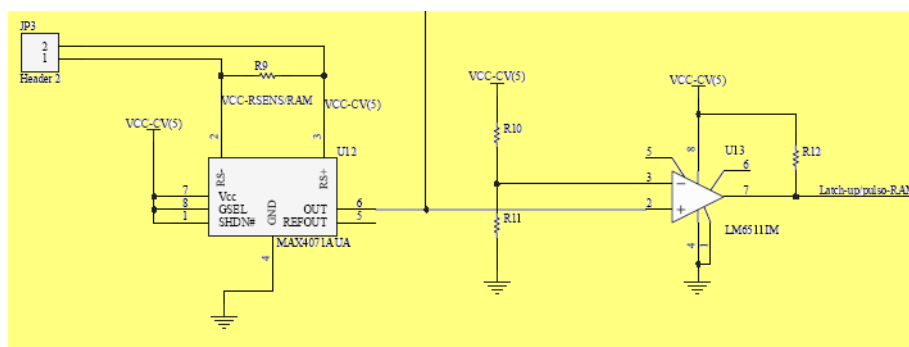 JP3
2
1
Header 2
R9
VCC-RSENS/RAM
VCC-CV(5)
VCC-CV(5)
2
3
U12
RS-
RS+
7
Vcc
8
GSEL
1
SHDN#
GND
OUT
6
REFOUT
5
MAX4071AUA
4
VCC-CV(5)
R10
R11
VCC-CV(5)
8
U13
5
6
R12
3
2
7
Latch-up/pulso-RAM
LM6511IM
4
1